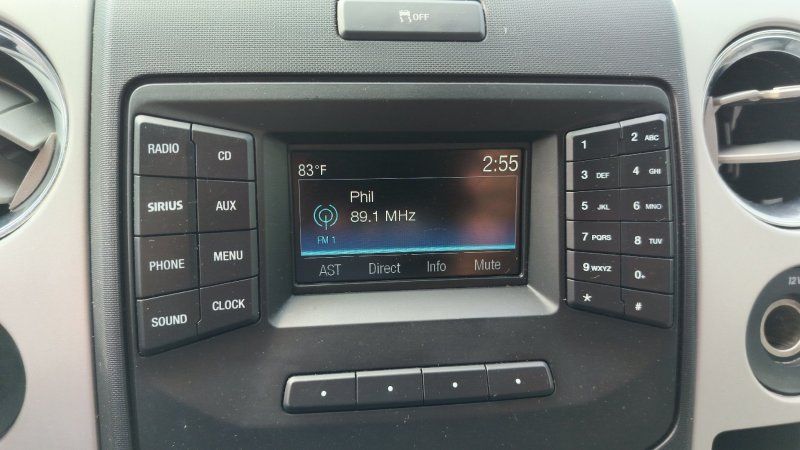 OFF
RADIO
CD
SIRIUS
AUX
PHONE
MENU
SOUND
CLOCK
83°F
2:55
Phil
89.1 MHz
FM 1
AST Direct Info Mute
1
2 ABC
3 DEF
4 GHI
5 JKL
6 MNO
7 PQRS
8 TUV
9 WXYZ
0+
*
#
12V